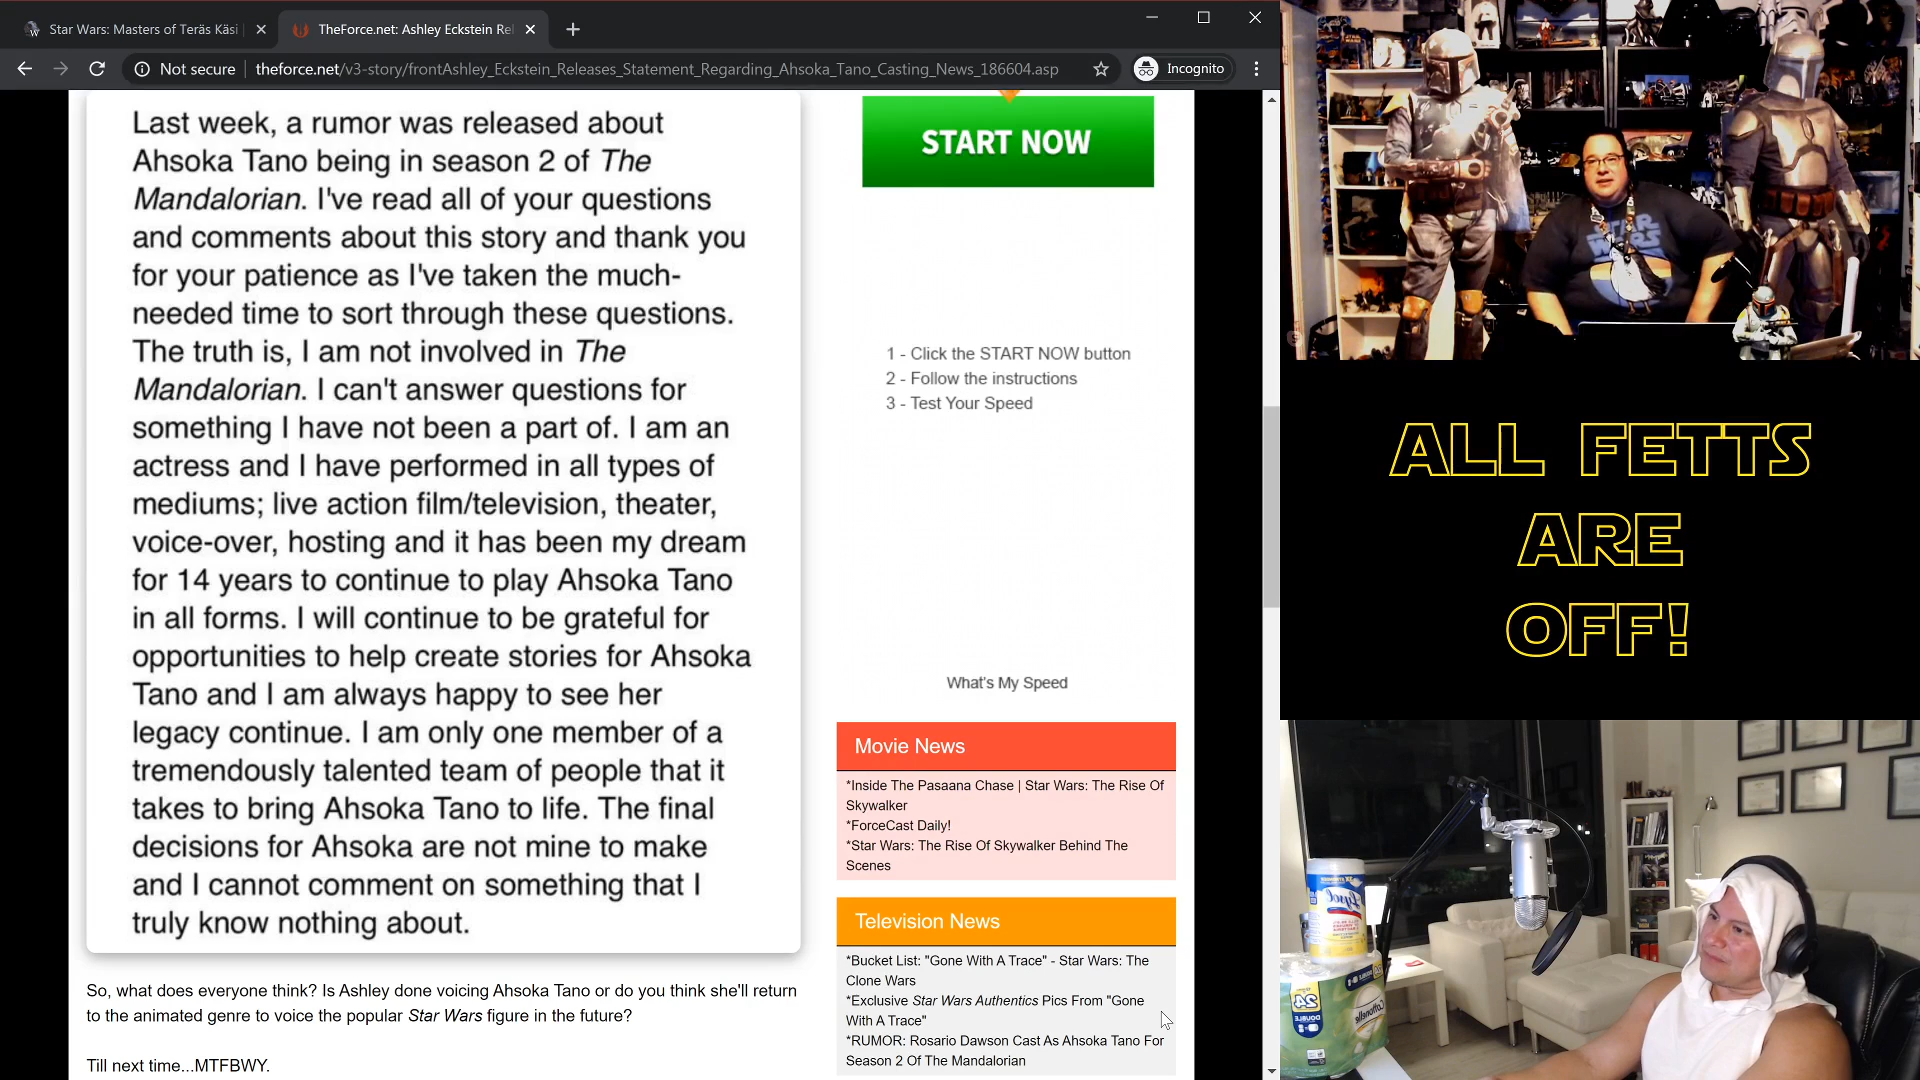 Star Wars: Masters of Teräs Käsi
TheForce.net: Ashley Eckstein Rel
Not secure
theforce.net/v3-story/frontAshley_Eckstein_Releases_Statement_Regarding_Ahsoka_Tano_Casting_News_186604.asp
Incognito
Last week, a rumor was released about
Ahsoka Tano being in season 2 of The
Mandalorian. I've read all of your questions
and comments about this story and thank you
for your patience as I've taken the much-
needed time to sort through these questions.
The truth is, I am not involved in The
Mandalorian. I can't answer questions for
something I have not been a part of. I am an
actress and I have performed in all types of
mediums; live action film/television, theater,
voice-over, hosting and it has been my dream
for 14 years to continue to play Ahsoka Tano
in all forms. I will continue to be grateful for
opportunities to help create stories for Ahsoka
Tano and I am always happy to see her
legacy continue. I am only one member of a
tremendously talented team of people that it
takes to bring Ahsoka Tano to life. The final
decisions for Ahsoka are not mine to make
and I cannot comment on something that I
truly know nothing about.
So, what does everyone think? Is Ashley done voicing Ahsoka Tano or do you think she'll return
to the animated genre to voice the popular Star Wars figure in the future?
Till next time...MTFBWY.
START NOW
1 - Click the START NOW button
2 - Follow the instructions
3 - Test Your Speed
What's My Speed
Movie News
*Inside The Pasaana Chase | Star Wars: The Rise Of
Skywalker
*ForceCast Daily!
*Star Wars: The Rise Of Skywalker Behind The
Scenes
Television News
*Bucket List: "Gone With A Trace" - Star Wars: The
Clone Wars
*Exclusive Star Wars Authentics Pics From "Gone
With A Trace"
*RUMOR: Rosario Dawson Cast As Ahsoka Tano For
Season 2 Of The Mandalorian
STAR
WARS
ALL FETTS
ARE
OFF!
Lysol
24
DOUBLE
Cottonelle